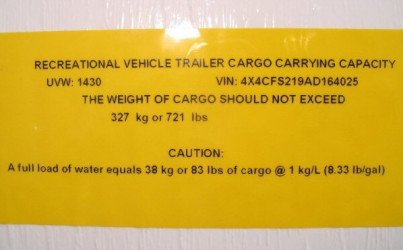 RECREATIONAL VEHICLE TRAILER CARGO CARRYING CAPACITY
UVW: 1430 VIN: 4X4CFS219AD164025
THE WEIGHT OF CARGO SHOULD NOT EXCEED
327 kg or 721 lbs
CAUTION:
A full load of water equals 38 kg or 83 lbs of cargo @ 1 kg/L (8.33 lb/gal)